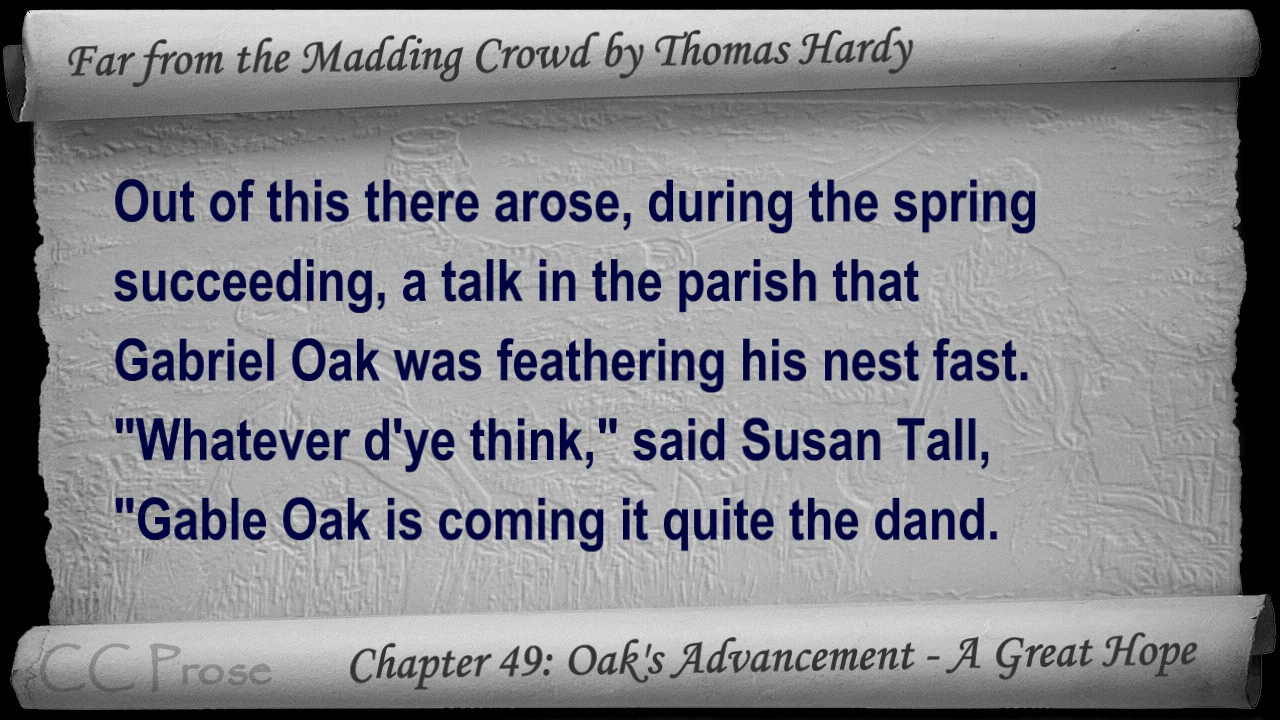 Far from the Madding Crowd by Thomas Hardy
Out of this there arose, during the spring
succeeding, a talk in the parish that
Gabriel Oak was feathering his nest fast.
"Whatever d'ye think," said Susan Tall,
"Gable Oak is coming it quite the dand.
CC Prose
Chapter 49: Oak's Advancement - A Great Hope